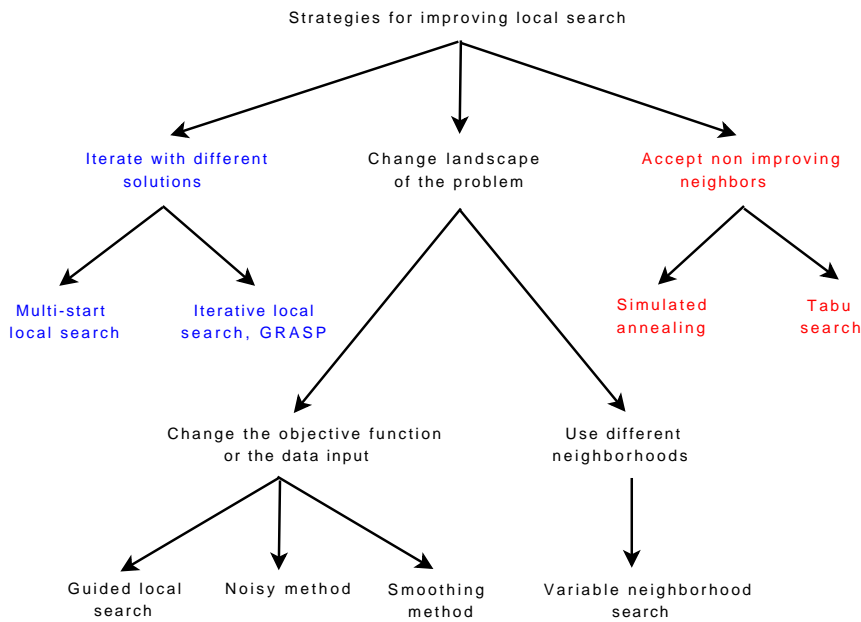 Strategies for improving local search
Iterate with different
solutions
Change landscape
of the problem
Accept non improving
neighbors
Multi-start
local search
Iterative local
search, GRASP
Simulated
annealing
Tabu
search
Change the objective function
or the data input
Use different
neighborhoods
Guided local
search
Noisy method
Smoothing
method
Variable neighborhood
search